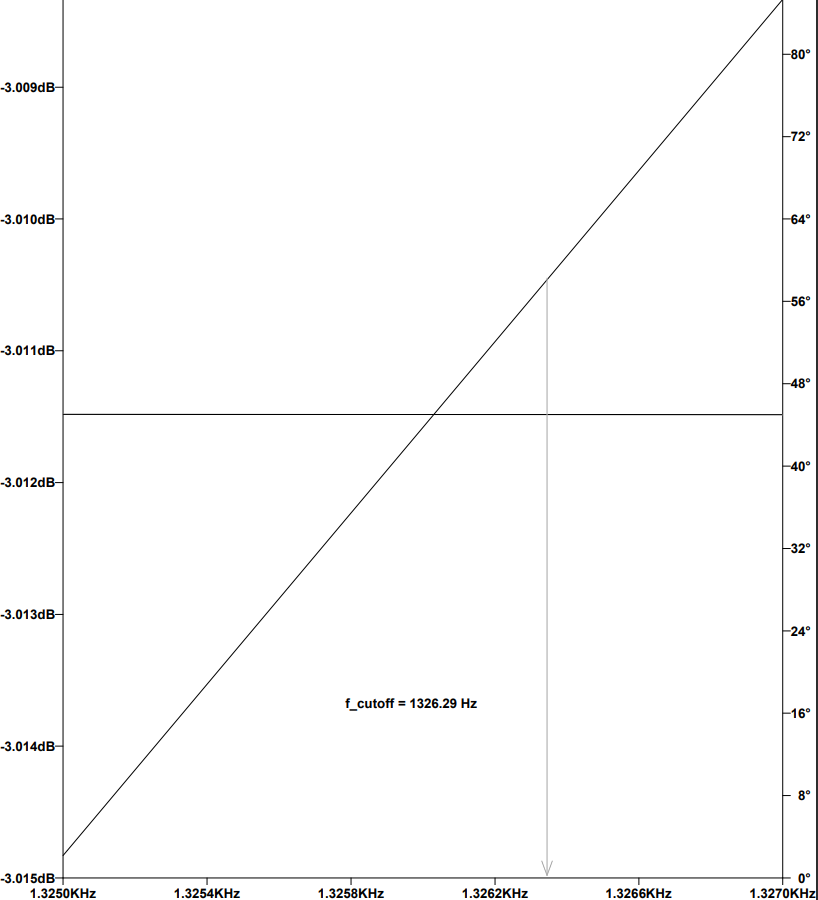 80°
-3.009dB
72°
-3.010dB
64°
56°
-3.011dB
48°
40°
-3.012dB
32°
-3.013dB
24°
f_cutoff = 1326.29 Hz
16°
-3.014dB
8°
-3.015dB
0°
1.3250KHz 1.3254KHz 1.3258KHz 1.3262KHz 1.3266KHz 1.3270KHz